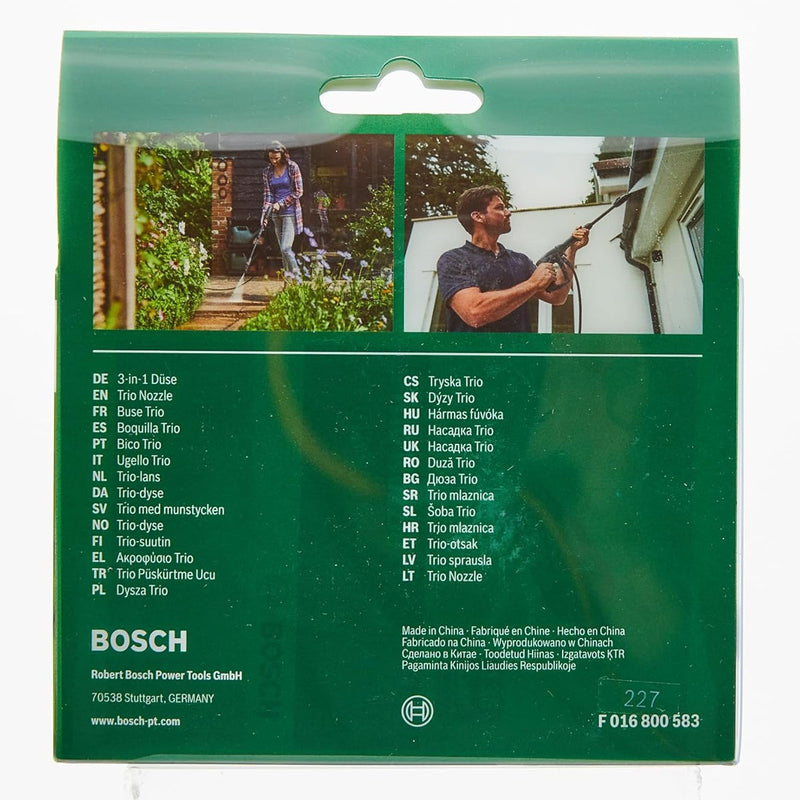 DE 3-in-1 Düse
EN Trio Nozzle
FR Buse Trio
ES Boquilla Trio
PT Bico Trio
IT Ugello Trio
NL Trio-lans
DA Trio-dyse
SV Trio med munstycken
NO Trio-dyse
FI Trio-suutin
EL Ακροφύσιο Trio
TR Trio Püskürtme Ucu
PL Dysza Trio
CS Tryska Trio
SK Dýzy Trio
HU Hármas fúvóka
RU Насадка Trio
UK Насадка Trio
RO Duză Trio
BG Дюза Trio
SR Trio mlaznica
SL Šoba Trio
HR Trio mlaznica
ET Trio-otsak
LV Trio sprausla
LT Trio Nozzle
BOSCH
Robert Bosch Power Tools GmbH
70538 Stuttgart, GERMANY
www.bosch-pt.com
Made in China · Fabriqué en Chine · Hecho en China
Fabricado na China · Wyprodukowano w Chinach
Сделано в Китае · Toodetud Hiinas · Izgatavots ĶTR
Pagaminta Kinijos Liaudies Respublikoje
227
F 016 800 583